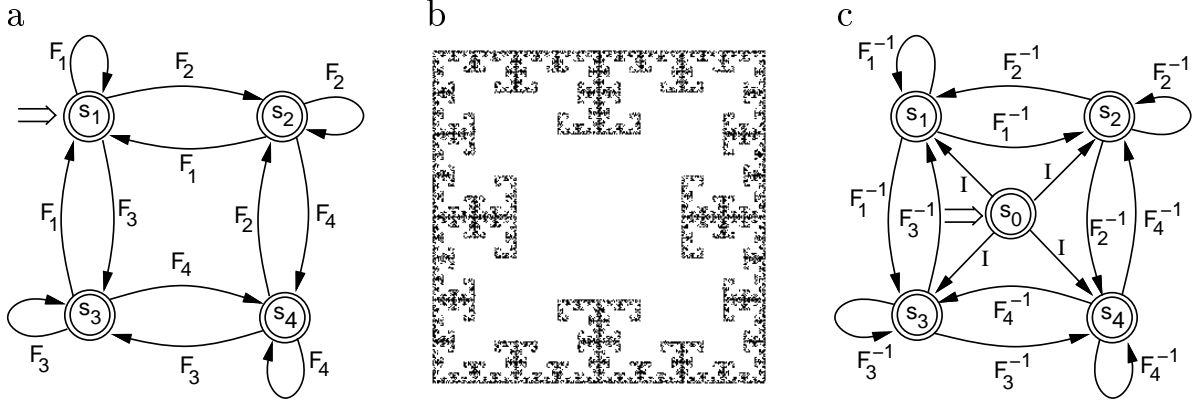 a
F₁
F₂
F₂
s₁
s₂
F₁
F₁
F₃
F₂
F₄
F₄
s₃
s₄
F₃
F₃
F₄
b
c
F₁⁻¹
F₂⁻¹
F₂⁻¹
s₁
s₂
F₁⁻¹
I
I
F₁⁻¹
F₃⁻¹
s₀
F₂⁻¹
F₄⁻¹
I
I
F₄⁻¹
s₃
s₄
F₃⁻¹
F₃⁻¹
F₄⁻¹